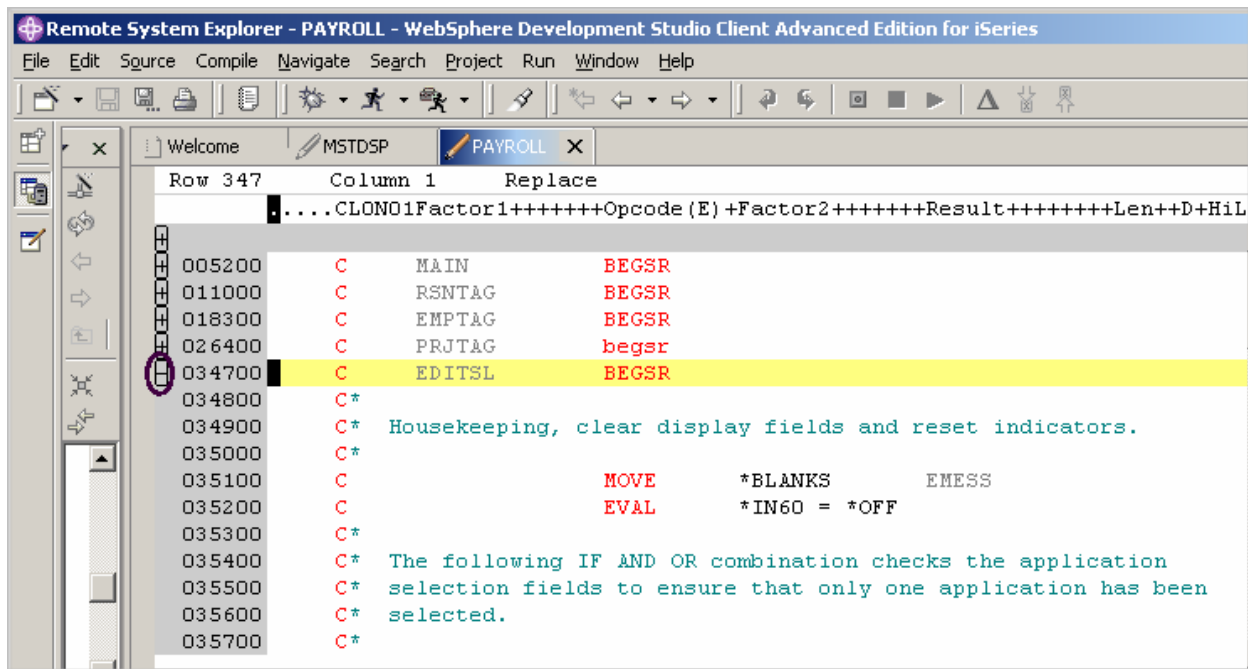 Remote System Explorer - PAYROLL - WebSphere Development Studio Client Advanced Edition for iSeries
File Edit Source Compile Navigate Search Project Run Window Help
Welcome MSTDSP PAYROLL
Row 347 Column 1 Replace
.....CL0N01Factor1+++++++Opcode(E)+Factor2+++++++Result++++++++Len++D+HiL
005200 C MAIN BEGSR
011000 C RSNTAG BEGSR
018300 C EMPTAG BEGSR
026400 C PRJTAG begsr
034700 C EDITSL BEGSR
034800 C*
034900 C* Housekeeping, clear display fields and reset indicators.
035000 C*
035100 C MOVE *BLANKS EMESS
035200 C EVAL *IN60 = *OFF
035300 C*
035400 C* The following IF AND OR combination checks the application
035500 C* selection fields to ensure that only one application has been
035600 C* selected.
035700 C*